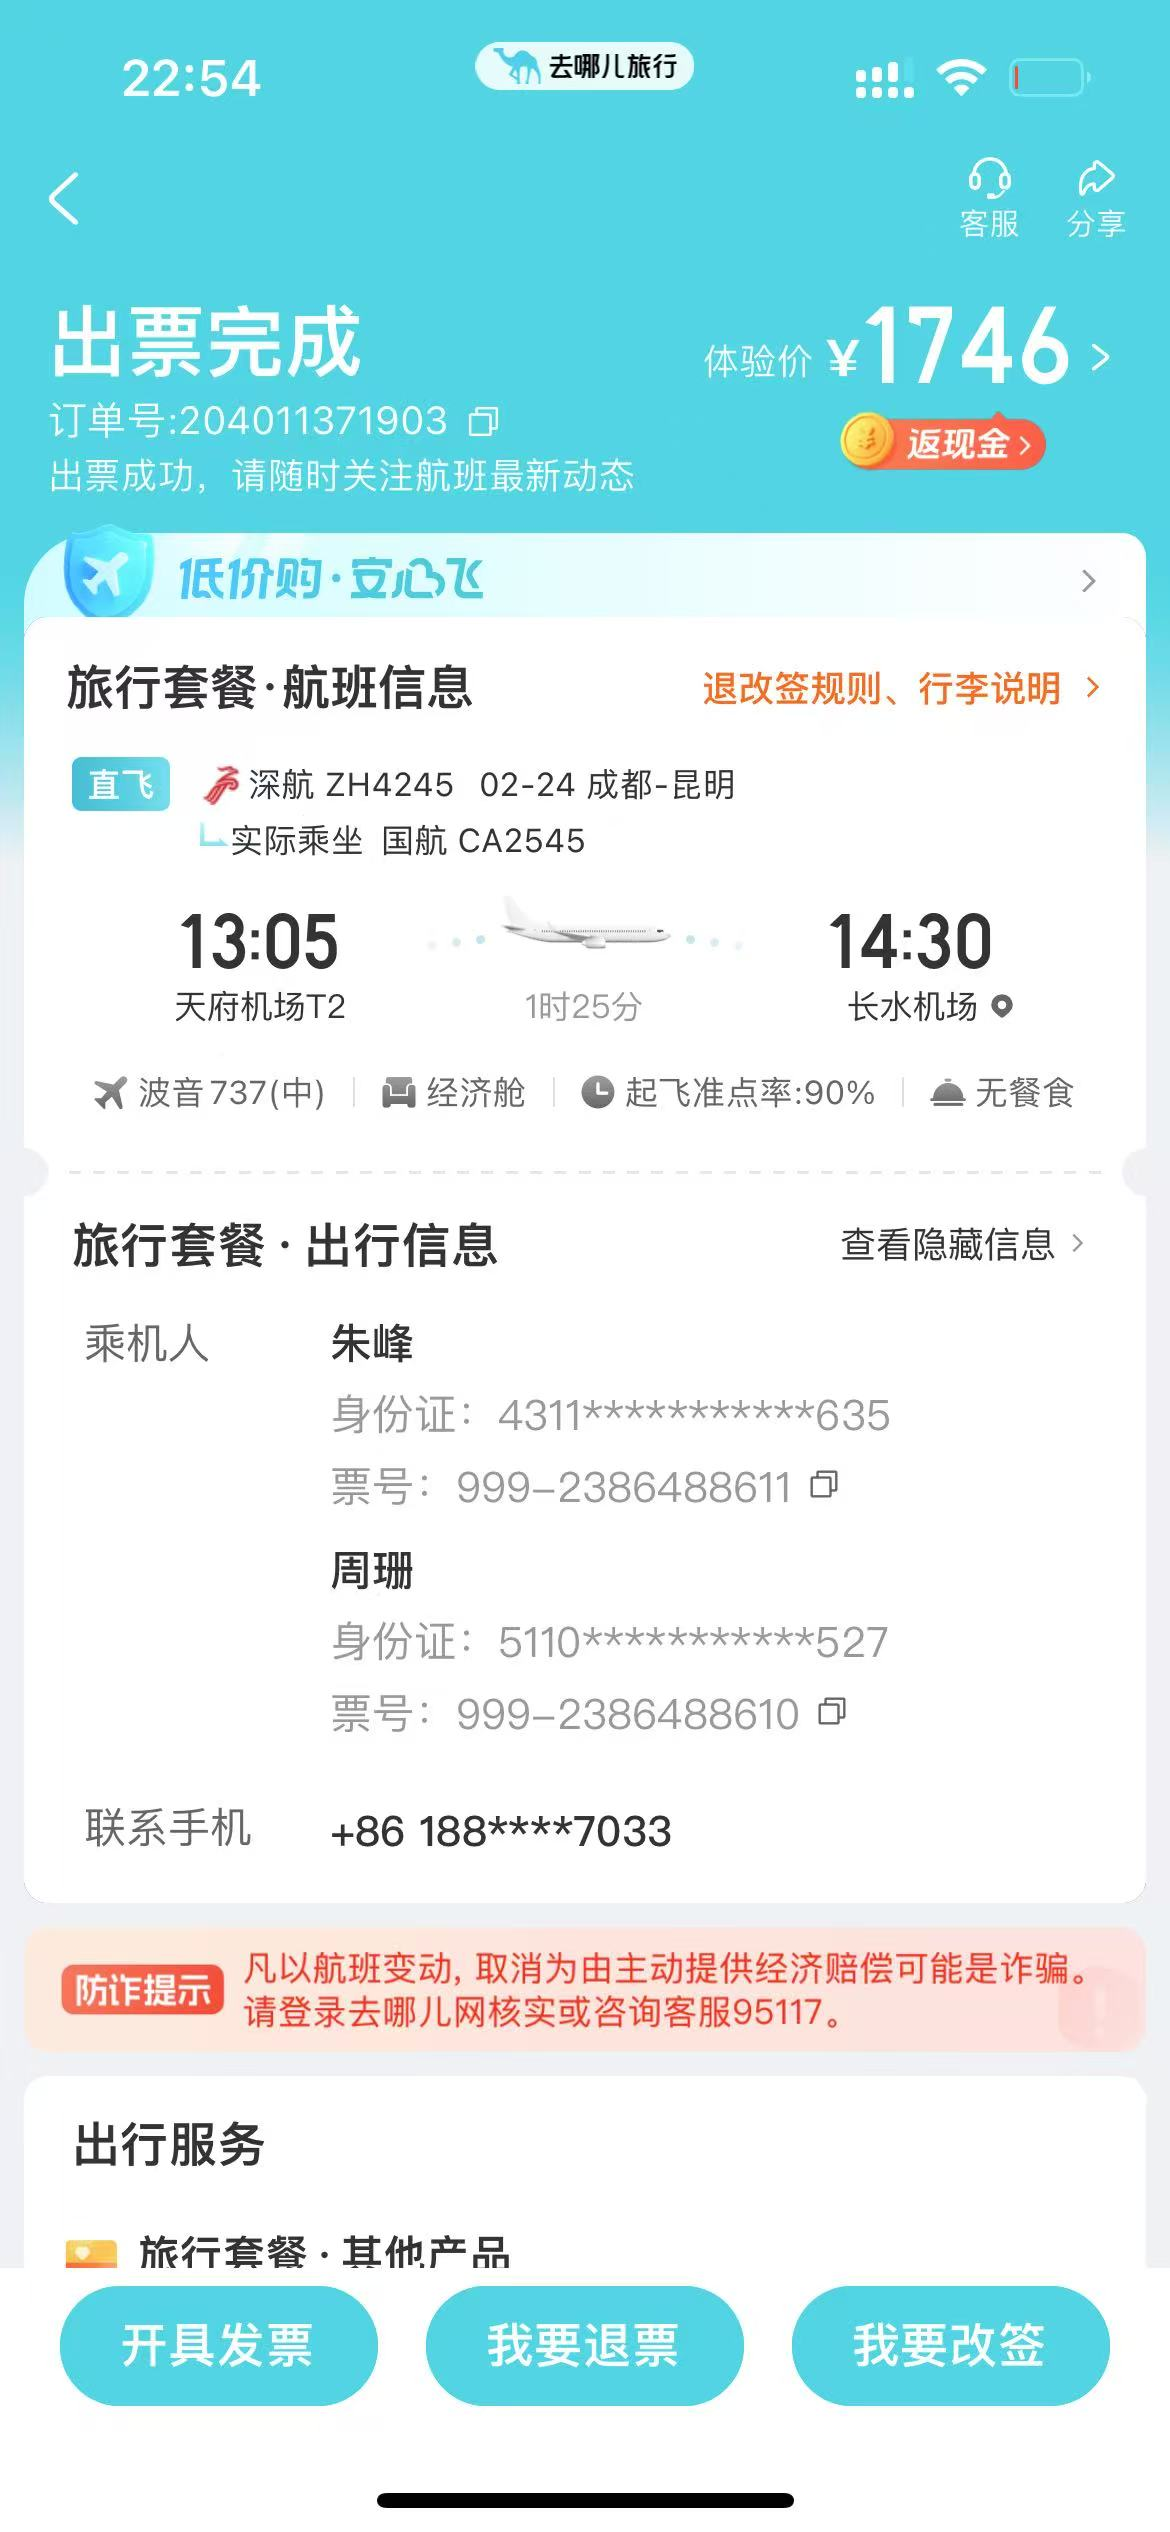 22:54
去哪儿旅行
客服
分享
出票完成
体验价 ¥1746
订单号:204011371903
返现金
出票成功，请随时关注航班最新动态
低价购·安心飞
旅行套餐·航班信息
退改签规则、行李说明
直飞
深航 ZH4245 02-24 成都-昆明
实际乘坐 国航 CA2545
13:05
14:30
天府机场T2
1时25分
长水机场
波音737(中)
经济舱
起飞准点率:90%
无餐食
旅行套餐 · 出行信息
查看隐藏信息
乘机人
朱峰
身份证：4311***********635
票号：999-2386488611
周珊
身份证：5110***********527
票号：999-2386488610
联系手机
+86 188****7033
防诈提示
凡以航班变动, 取消为由主动提供经济赔偿可能是诈骗。
请登录去哪儿网核实或咨询客服95117。
出行服务
旅行套餐 · 其他产品
开具发票
我要退票
我要改签